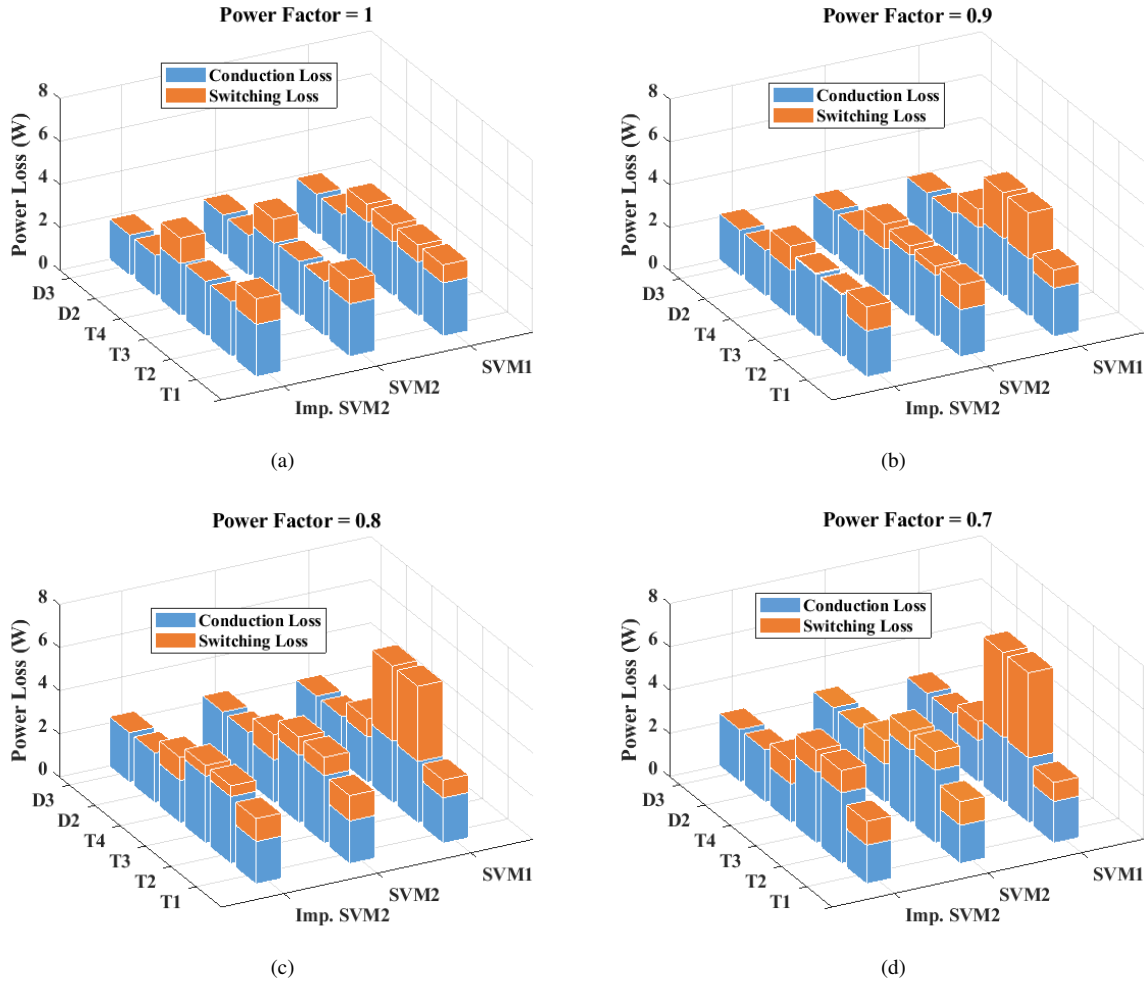 Power Factor = 1
Conduction Loss
Switching Loss
Power Loss (W)
8
6
4
2
0
D3
D2
T4
T3
T2
T1
SVM1
SVM2
Imp. SVM2
(a)
Power Factor = 0.9
Conduction Loss
Switching Loss
Power Loss (W)
8
6
4
2
0
D3
D2
T4
T3
T2
T1
SVM1
SVM2
Imp. SVM2
(b)
Power Factor = 0.8
Conduction Loss
Switching Loss
Power Loss (W)
8
6
4
2
0
D3
D2
T4
T3
T2
T1
SVM1
SVM2
Imp. SVM2
(c)
Power Factor = 0.7
Conduction Loss
Switching Loss
Power Loss (W)
8
6
4
2
0
D3
D2
T4
T3
T2
T1
SVM1
SVM2
Imp. SVM2
(d)